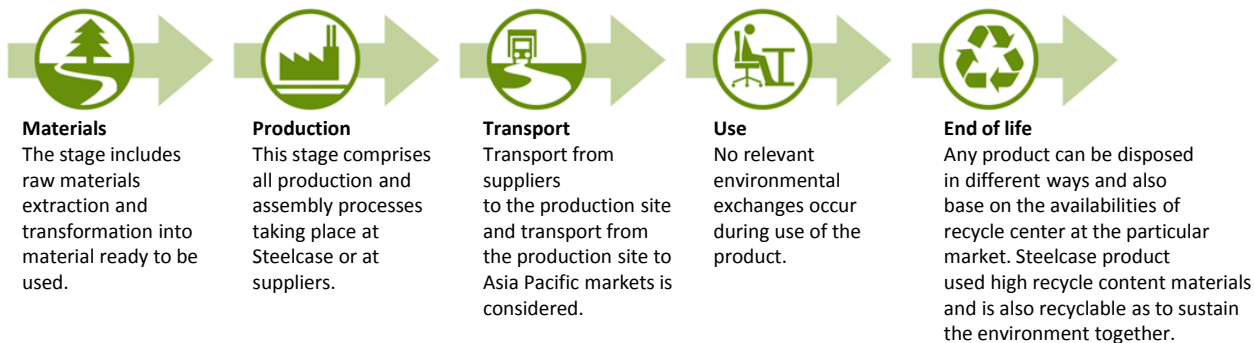 Materials
The stage includes
raw materials
extraction and
transformation into
material ready to be
used.
Production
This stage comprises
all production and
assembly processes
taking place at
Steelcase or at
suppliers.
Transport
Transport from
suppliers
to the production site
and transport from
the production site to
Asia Pacific markets is
considered.
Use
No relevant
environmental
exchanges occur
during use of the
product.
End of life
Any product can be disposed
in different ways and also
base on the availabilities of
recycle center at the particular
market. Steelcase product
used high recycle content materials
and is also recyclable as to sustain
the environment together.